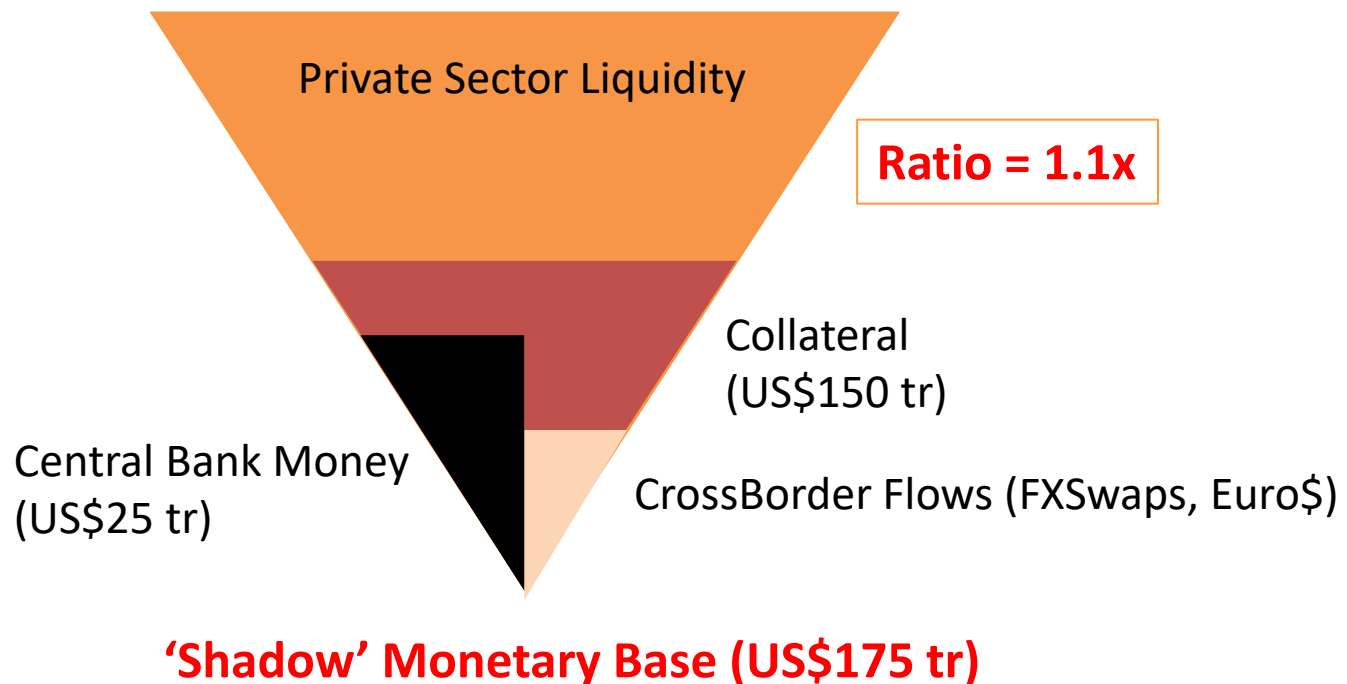 Private Sector Liquidity
Ratio = 1.1x
Collateral
(US$150 tr)
Central Bank Money
(US$25 tr)
CrossBorder Flows (FXSwaps, Euro$)
‘Shadow’ Monetary Base (US$175 tr)